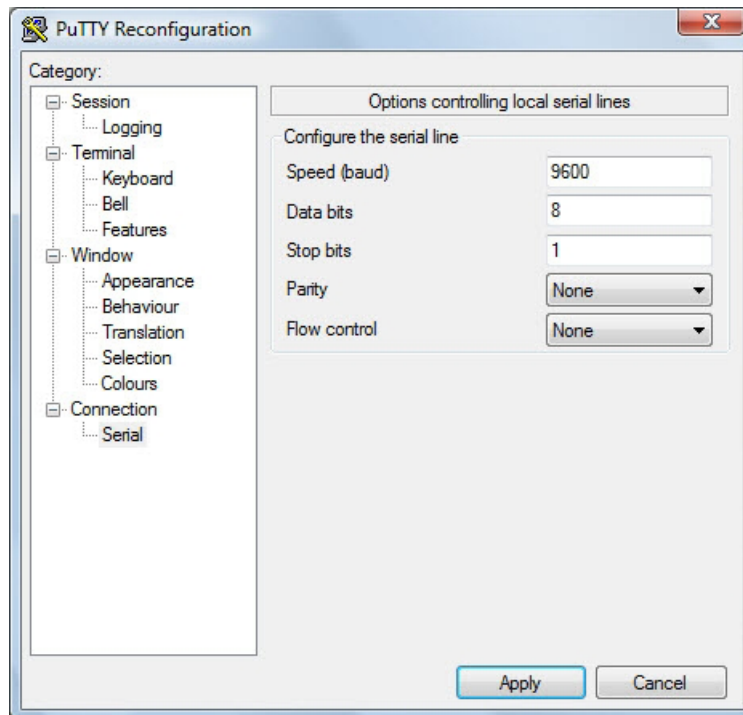 PuTTY Reconfiguration
Category:
Session
Logging
Terminal
Keyboard
Bell
Features
Window
Appearance
Behaviour
Translation
Selection
Colours
Connection
Serial
Options controlling local serial lines
Configure the serial line
Speed (baud) 9600
Data bits 8
Stop bits 1
Parity None
Flow control None
Apply Cancel